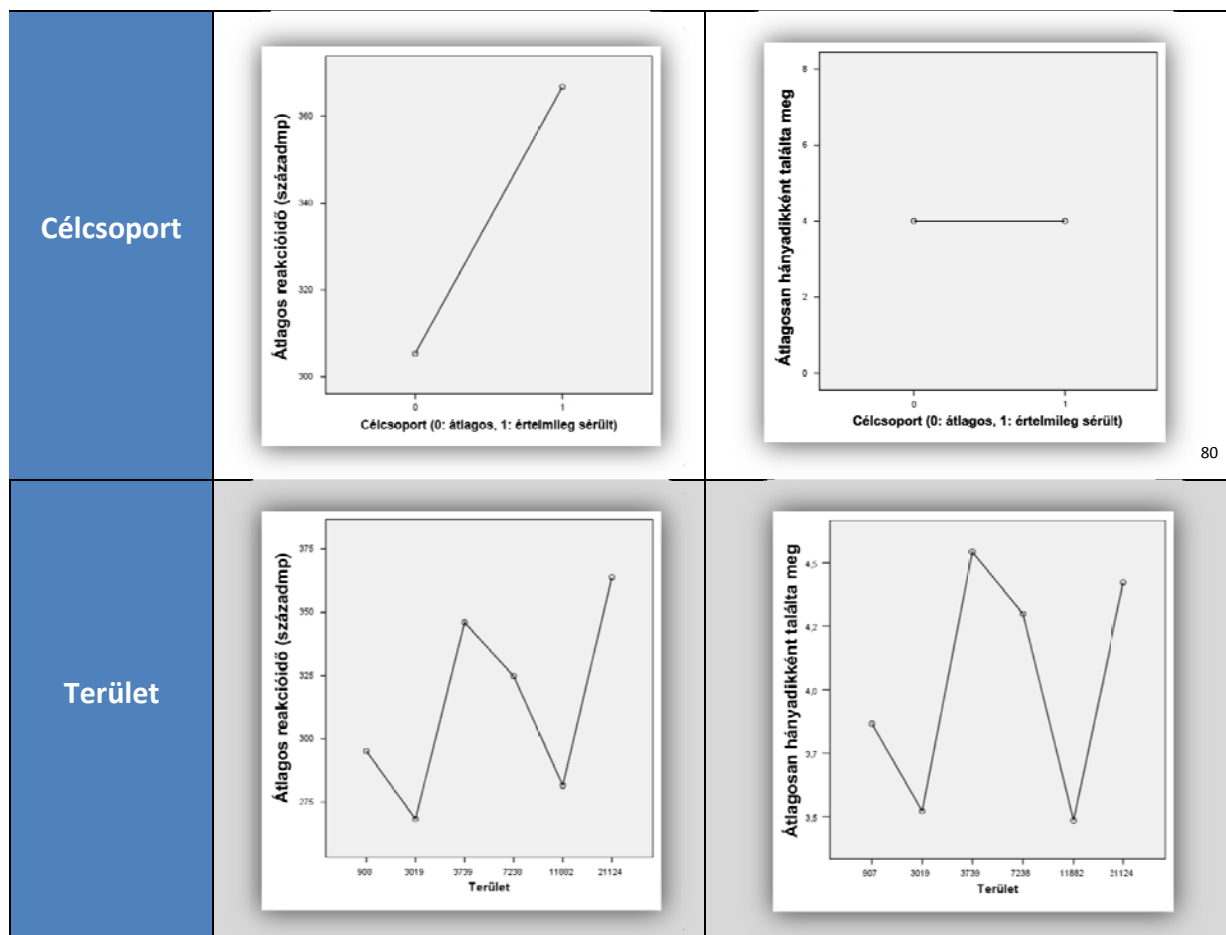 Célcsoport
Átlagos reakcióidő (századmp)
360
340
320
300
0 1
Célcsoport (0: átlagos, 1: értelmileg sérült)
Átlagosan hányadikként találta meg
8
6
4
2
0
0 1
Célcsoport (0: átlagos, 1: értelmileg sérült)
80
Terület
Átlagos reakcióidő (századmp)
375
350
325
300
275
908 3019 3739 7238 11882 21124
Terület
Átlagosan hányadikként találta meg
4,5
4,2
4,0
3,7
3,5
907 3019 3739 7238 11882 21124
Terület